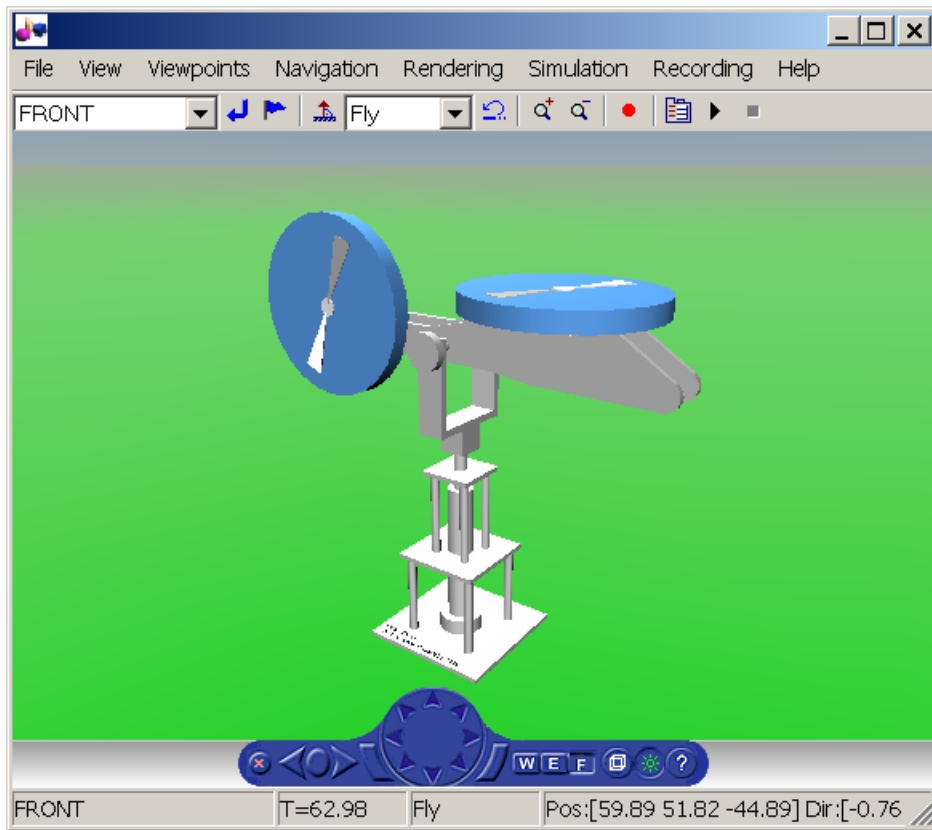 File View Viewpoints Navigation Rendering Simulation Recording Help
FRONT Fly
W E F ?
FRONT T=62.98 Fly Pos:[59.89 51.82 -44.89] Dir:[-0.76